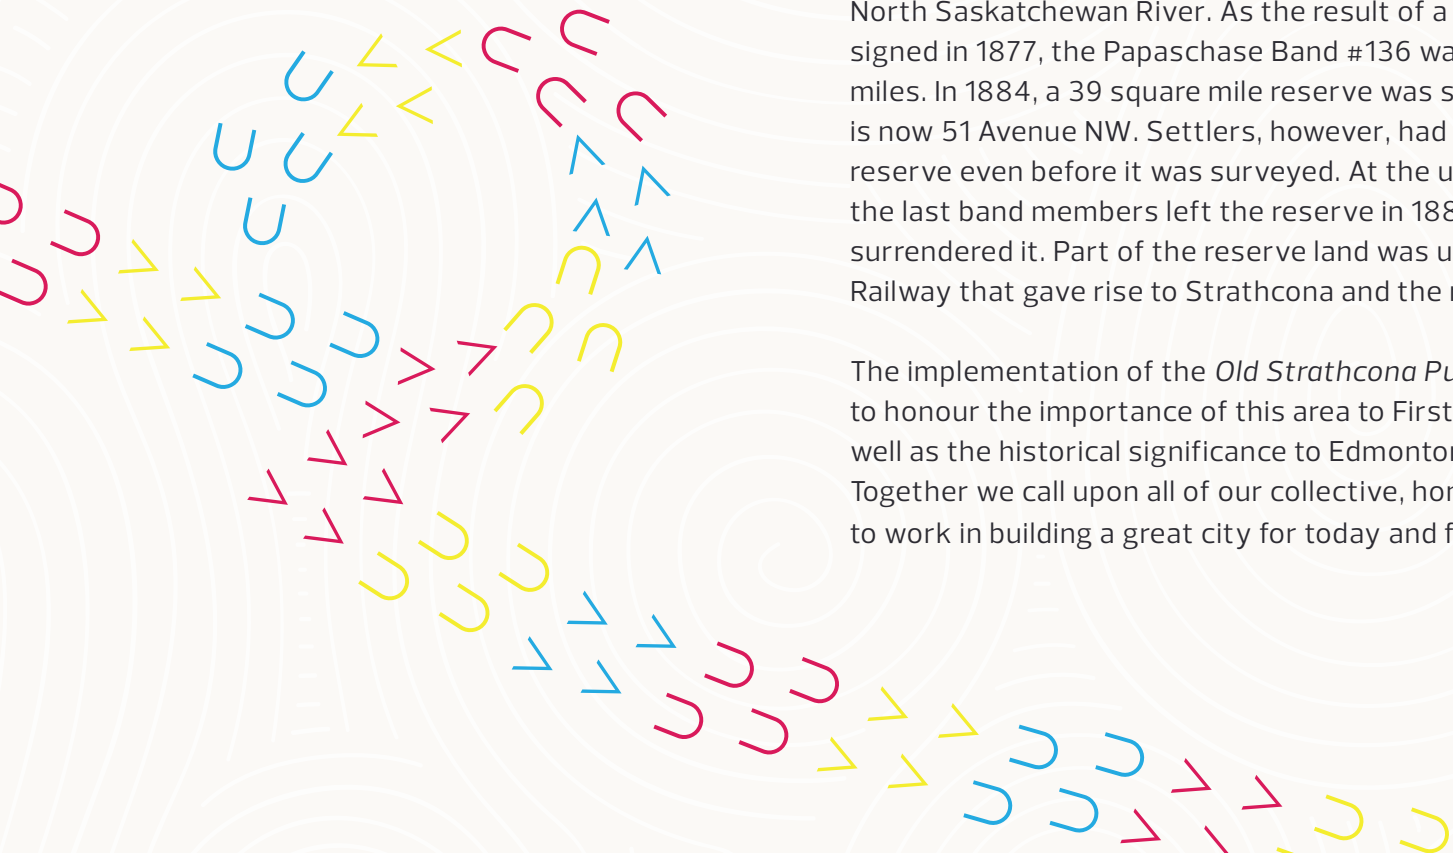 North Saskatchewan River. As the result of a
signed in 1877, the Papaschase Band #136 wa
miles. In 1884, a 39 square mile reserve was s
is now 51 Avenue NW. Settlers, however, had
reserve even before it was surveyed. At the u
the last band members left the reserve in 188
surrendered it. Part of the reserve land was u
Railway that gave rise to Strathcona and the
The implementation of the Old Strathcona Pu
to honour the importance of this area to First
well as the historical significance to Edmonto
Together we call upon all of our collective, ho
to work in building a great city for today and f